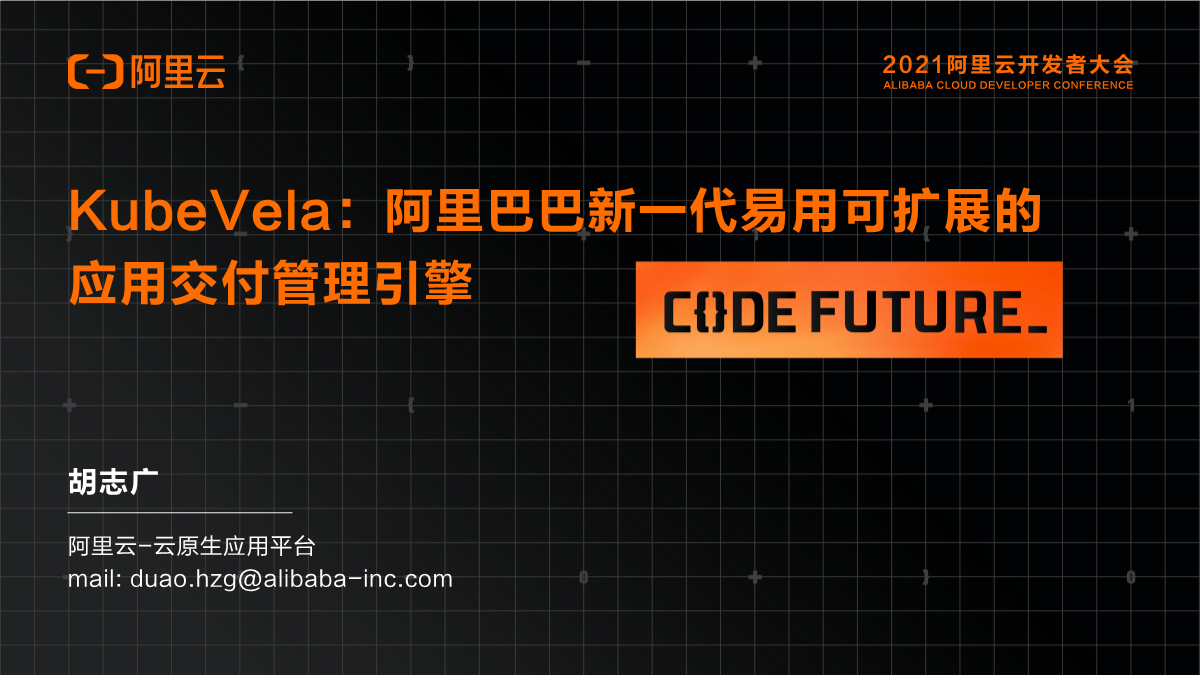 阿里云
2021阿里云开发者大会
ALIBABA CLOUD DEVELOPER CONFERENCE
KubeVela：阿里巴巴新一代易用可扩展的
应用交付管理引擎
C{}DE FUTURE_
胡志广
阿里云-云原生应用平台
mail: duao.hzg@alibaba-inc.com